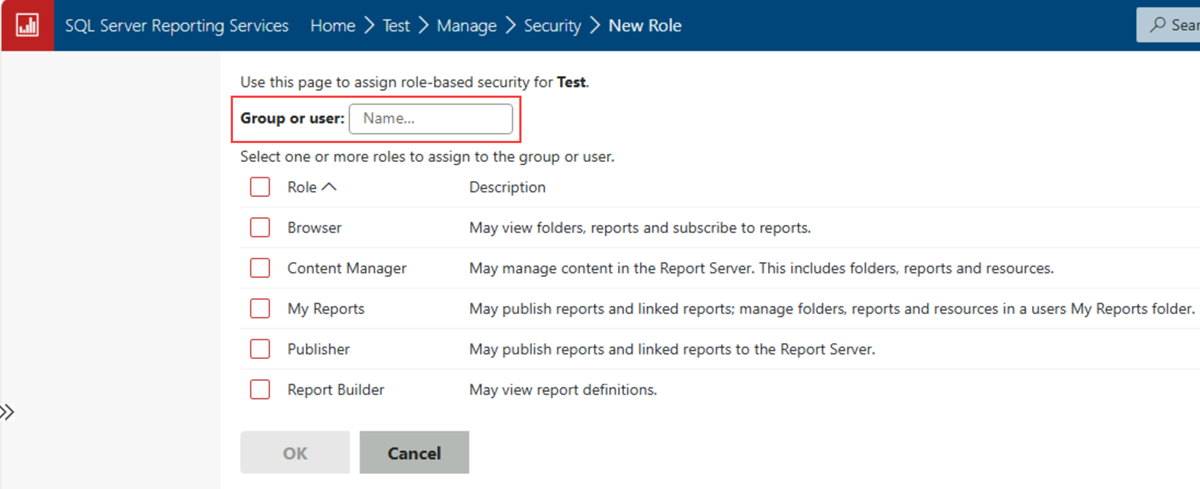 SQL Server Reporting Services Home > Test > Manage > Security > New Role
Use this page to assign role-based security for Test.
Group or user: Name...
Select one or more roles to assign to the group or user.
Role Description
Browser May view folders, reports and subscribe to reports.
Content Manager May manage content in the Report Server. This includes folders, reports and resources.
My Reports May publish reports and linked reports; manage folders, reports and resources in a users My Reports folder.
Publisher May publish reports and linked reports to the Report Server.
Report Builder May view report definitions.
OK Cancel